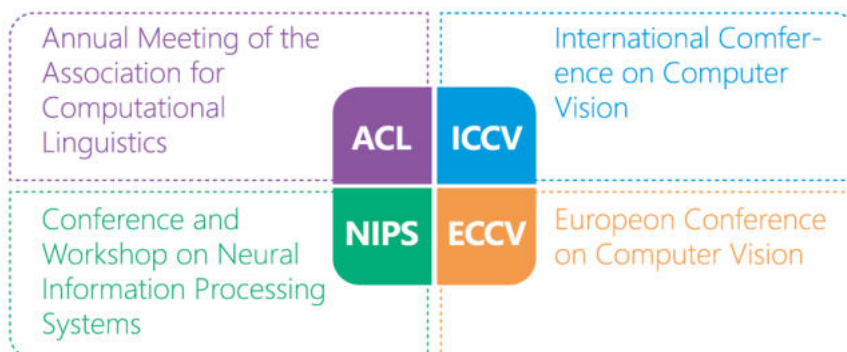 Annual Meeting of the
Association for
Computational
Linguistics
International Comfer-
ence on Computer
Vision
ACL
ICCV
NIPS
ECCV
Conference and
Workshop on Neural
Information Processing
Systems
Europeon Conference
on Computer Vision